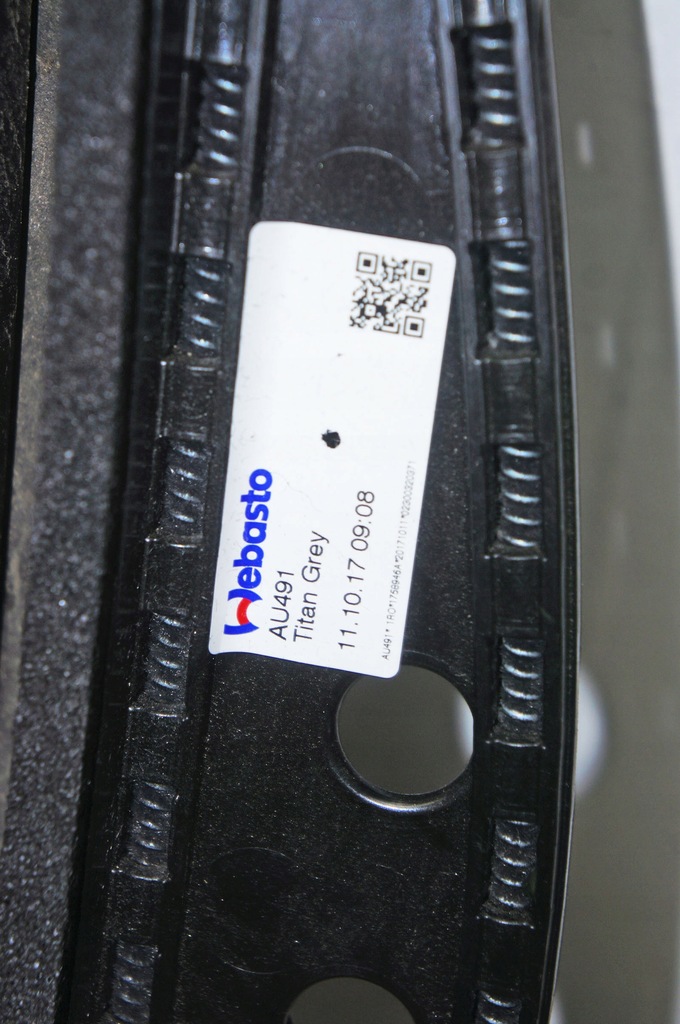 Webasto
AU491
Titan Grey
11.10.17 09:08